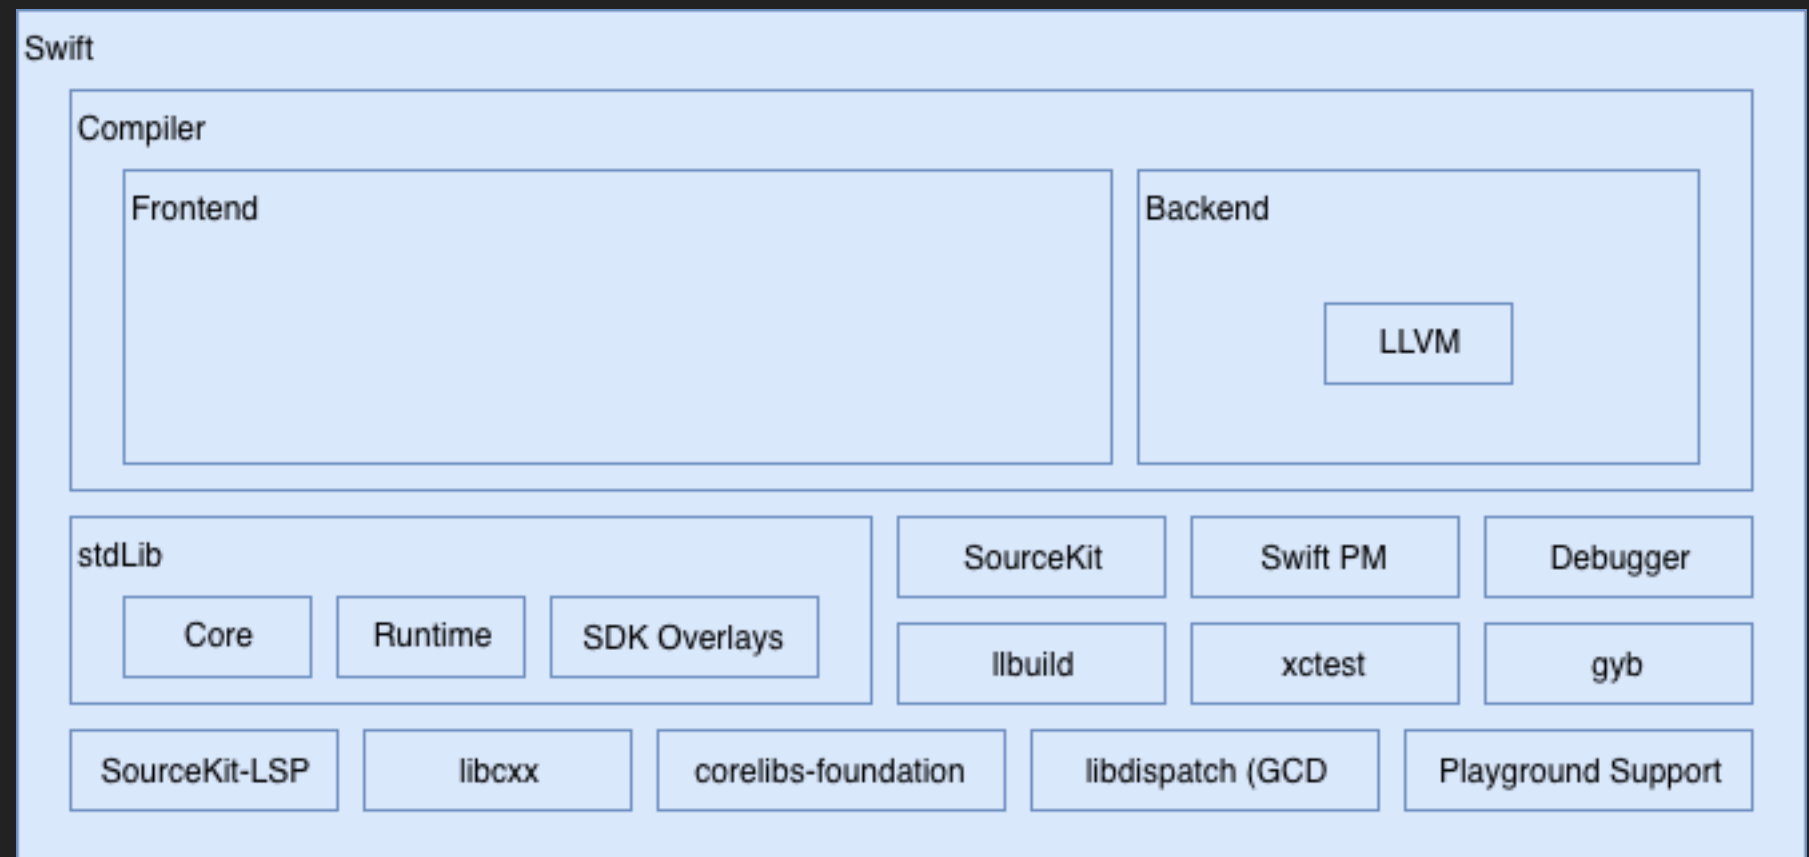 Swift
Compiler
Frontend
Backend
LLVM
stdLib
SourceKit
Swift PM
Debugger
Core
Runtime
SDK Overlays
llbuild
xctest
gyb
SourceKit-LSP
libcxx
corelibs-foundation
libdispatch (GCD
Playground Support